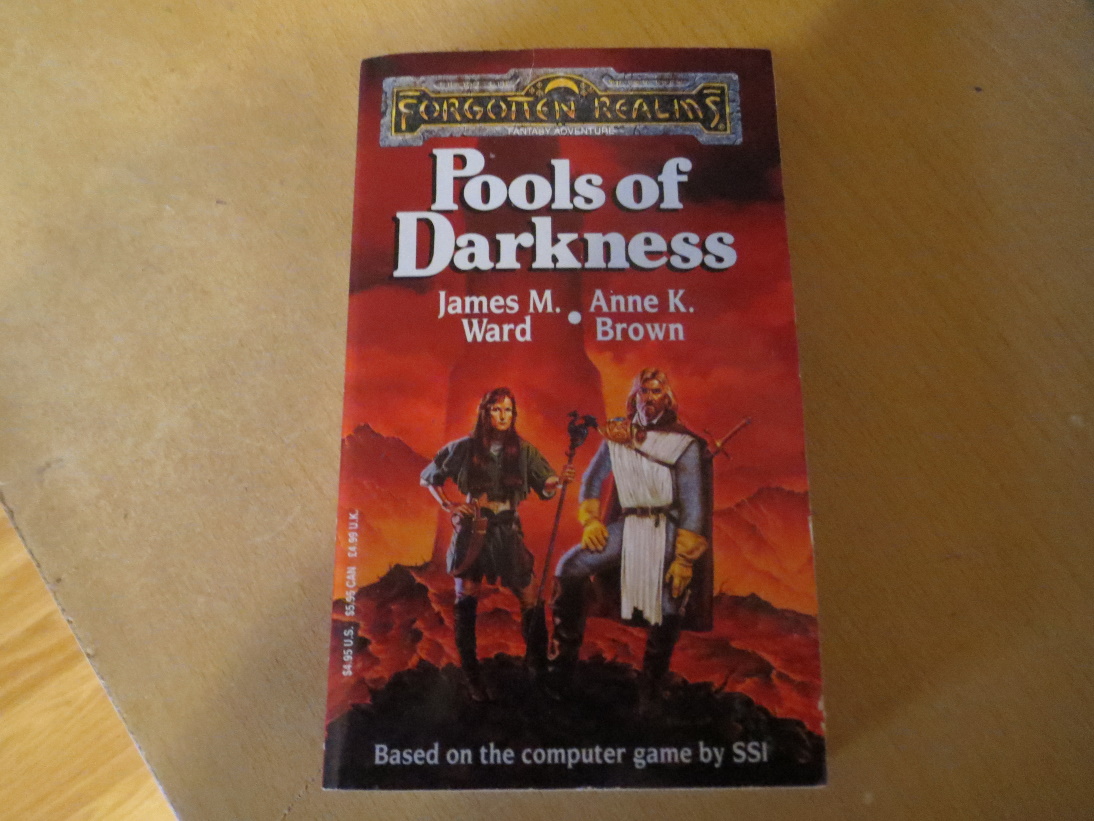 FORGOTTEN REALMS
FANTASY ADVENTURE
Pools of
Darkness
James M. Ward
•
Anne K. Brown
$4.95 U.S. $5.95 CAN £4.99 U.K.
Based on the computer game by SSI